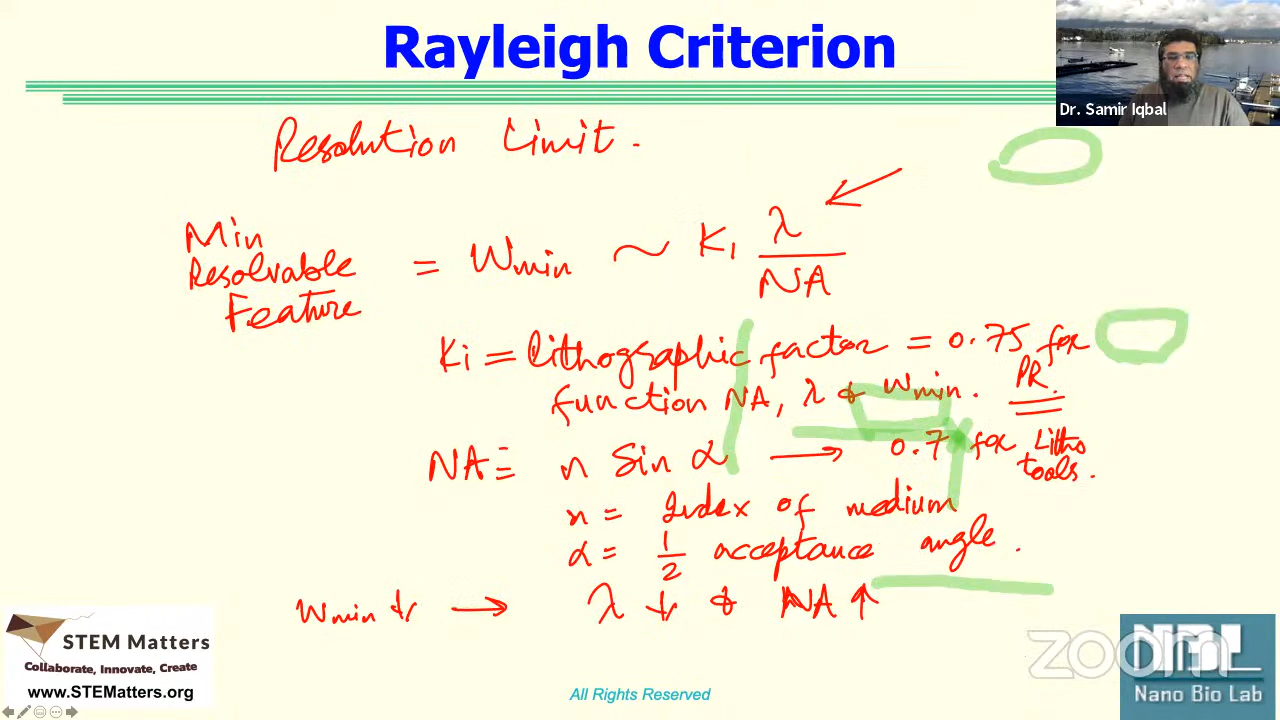 Rayleigh Criterion
Dr. Samir Iqbal
Resolution Limit.
Min
Resolvable
Feature
= Wmin ~ K1 λ
NA
Ki = lithographic factor = 0.75 for
PR.
function NA, λ & Wmin.
NA ≡ n Sin α → 0.7 for Litho
tools.
n = Index of medium
α = 1/2 acceptance angle.
Wmin ↓ → λ ↓ & NA ↑
STEM Matters
Collaborate, Innovate, Create
www.STEMatters.org
All Rights Reserved
zoom
NBL
Nano Bio Lab